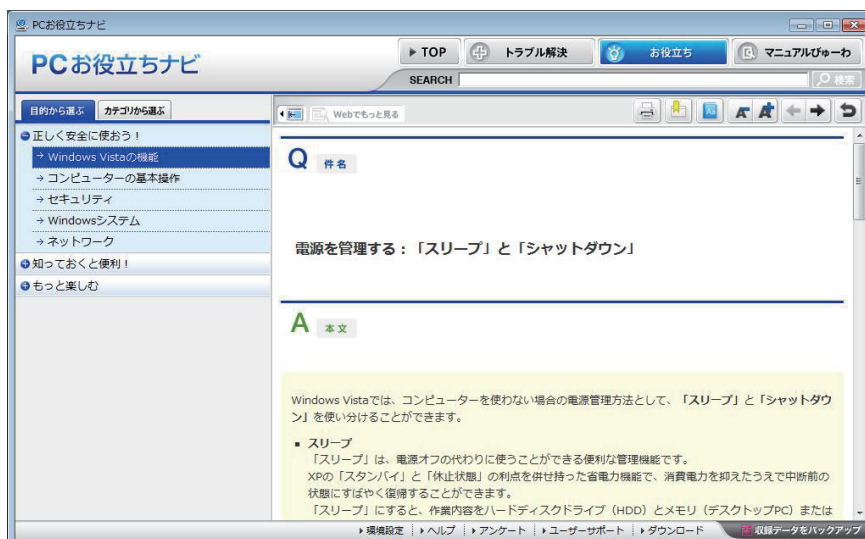 PCお役立ちナビ
PCお役立ちナビ
TOP
トラブル解決
お役立ち
マニュアルびゅーわ
SEARCH
検索
目的から選ぶ
カテゴリから選ぶ
Webでもっと見る
正しく安全に使おう！
→ Windows Vistaの機能
→ コンピューターの基本操作
→ セキュリティ
→ Windowsシステム
→ ネットワーク
知っておくと便利！
もっと楽しむ
Q 件名
電源を管理する：「スリープ」と「シャットダウン」
A 本文
Windows Vistaでは、コンピューターを使わない場合の電源管理方法として、「スリープ」と「シャットダウ
ン」を使い分けることができます。
■ スリープ
「スリープ」は、電源オフの代わりに使うことができる便利な管理機能です。
XPの「スタンバイ」と「休止状態」の利点を併せ持った省電力機能で、消費電力を抑えたうえで中断前の
状態にすばやく復帰することができます。
「スリープ」にすると、作業内容をハードディスクドライブ（HDD）とメモリ（デスクトップPC）または
環境設定
ヘルプ
アンケート
ユーザーサポート
ダウンロード
収録データをバックアップ